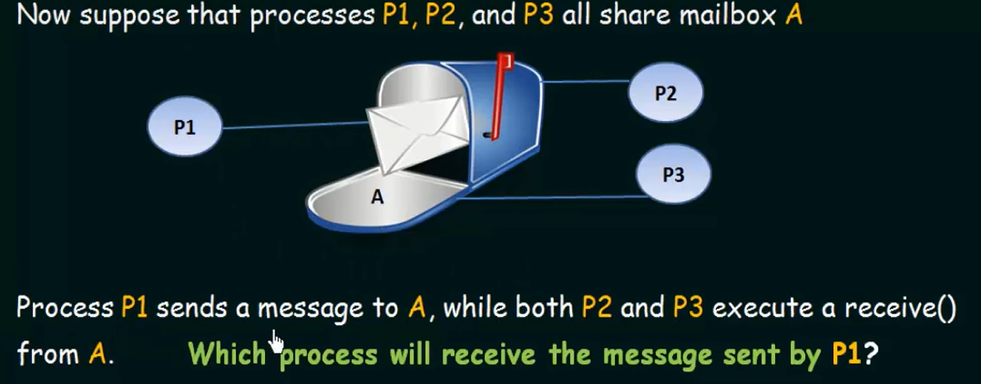 Now suppose that processes P1, P2, and P3 all share mailbox A
P1
P2
P3
A
Process P1 sends a message to A, while both P2 and P3 execute a receive()
from A. Which process will receive the message sent by P1?